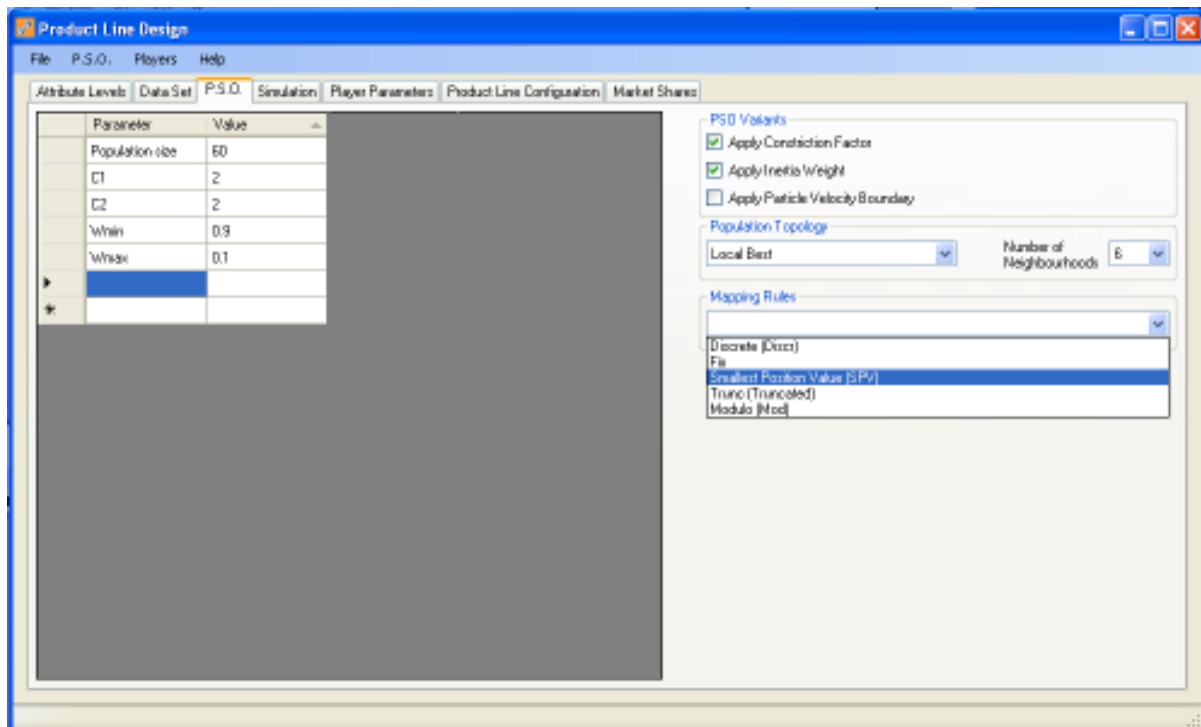 Product Line Design
File P.S.O. Players Help
Attribute Levels Data Set P.S.O. Simulation Player Parameters Product Line Configuration Market Shares
Parameter Value
Population size 60
C1 2
C2 2
Wmin 0.9
Wmax 0.1
PSO Variants
Apply Constriction Factor
Apply Inertia Weight
Apply Particle Velocity Boundary
Population Topology
Local Best
Number of
Neighbourhoods
6
Mapping Rules
Discrete (Discr)
Fix
Smallest Position Value (SPV)
Trunc (Truncated)
Modulo (Mod)